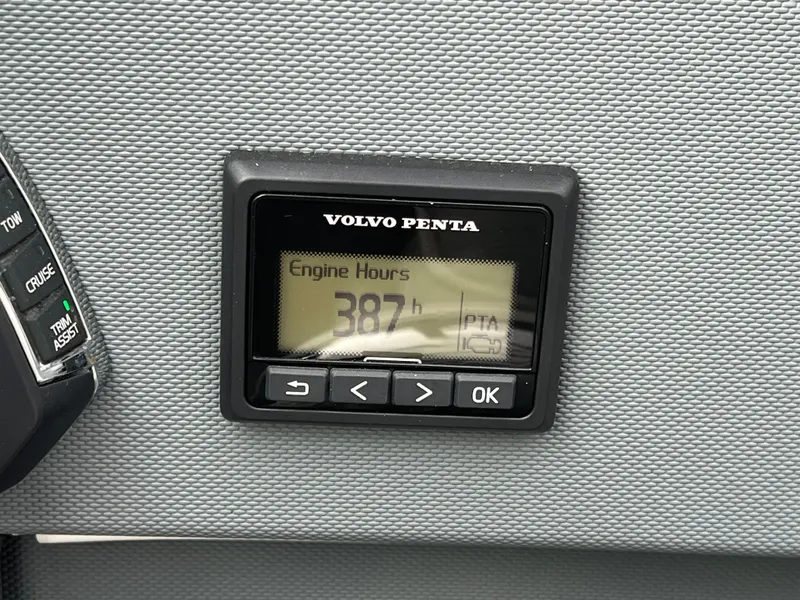 TOW
CRUISE
TRIM
ASSIST
VOLVO PENTA
Engine Hours
387 h
PTA
OK